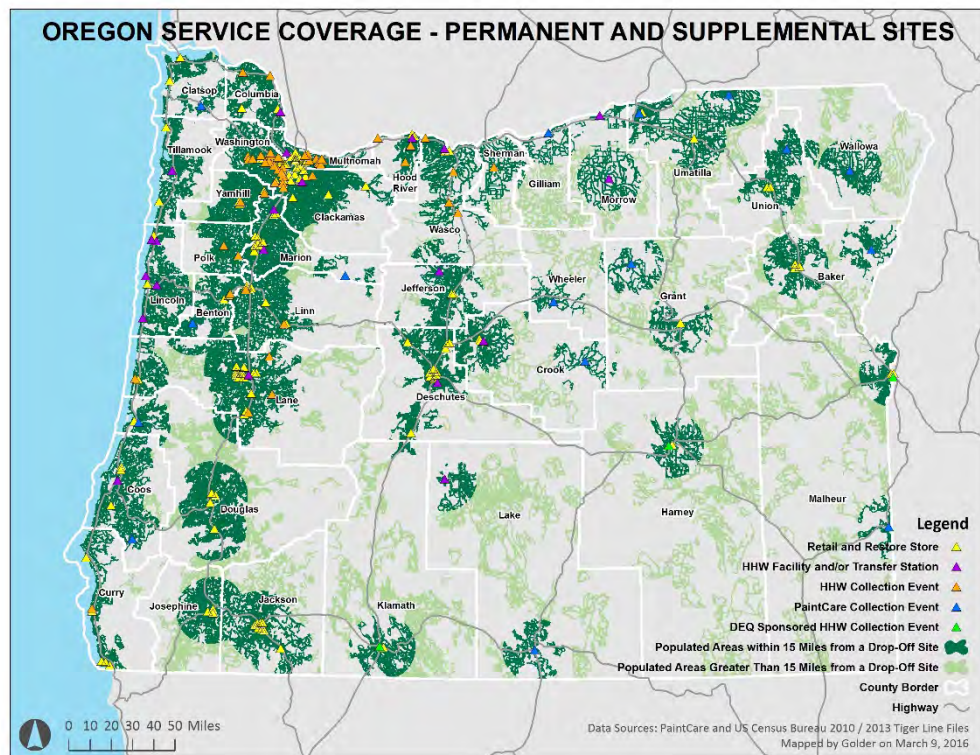 OREGON SERVICE COVERAGE - PERMANENT AND SUPPLEMENTAL SITES
Clatsop
Columbia
Tillamook
Washington
Multnomah
Hood
River
Sherman
Gilliam
Morrow
Umatilla
Wallowa
Union
Yamhill
Clackamas
Wasco
Polk
Marion
Jefferson
Wheeler
Grant
Baker
Lincoln
Benton
Linn
Crook
Lane
Deschutes
Coos
Douglas
Lake
Harney
Malheur
Curry
Josephine
Jackson
Klamath
Legend
Retail and Restore Store
HHW Facility and/or Transfer Station
HHW Collection Event
PaintCare Collection Event
DEQ Sponsored HHW Collection Event
Populated Areas within 15 Miles from a Drop-Off Site
Populated Areas Greater Than 15 Miles from a Drop-Off Site
County Border
Highway
0 10 20 30 40 50 Miles
Data Sources: PaintCare and US Census Bureau 2010 / 2013 Tiger Line Files
Mapped by Golder on March 9, 2016